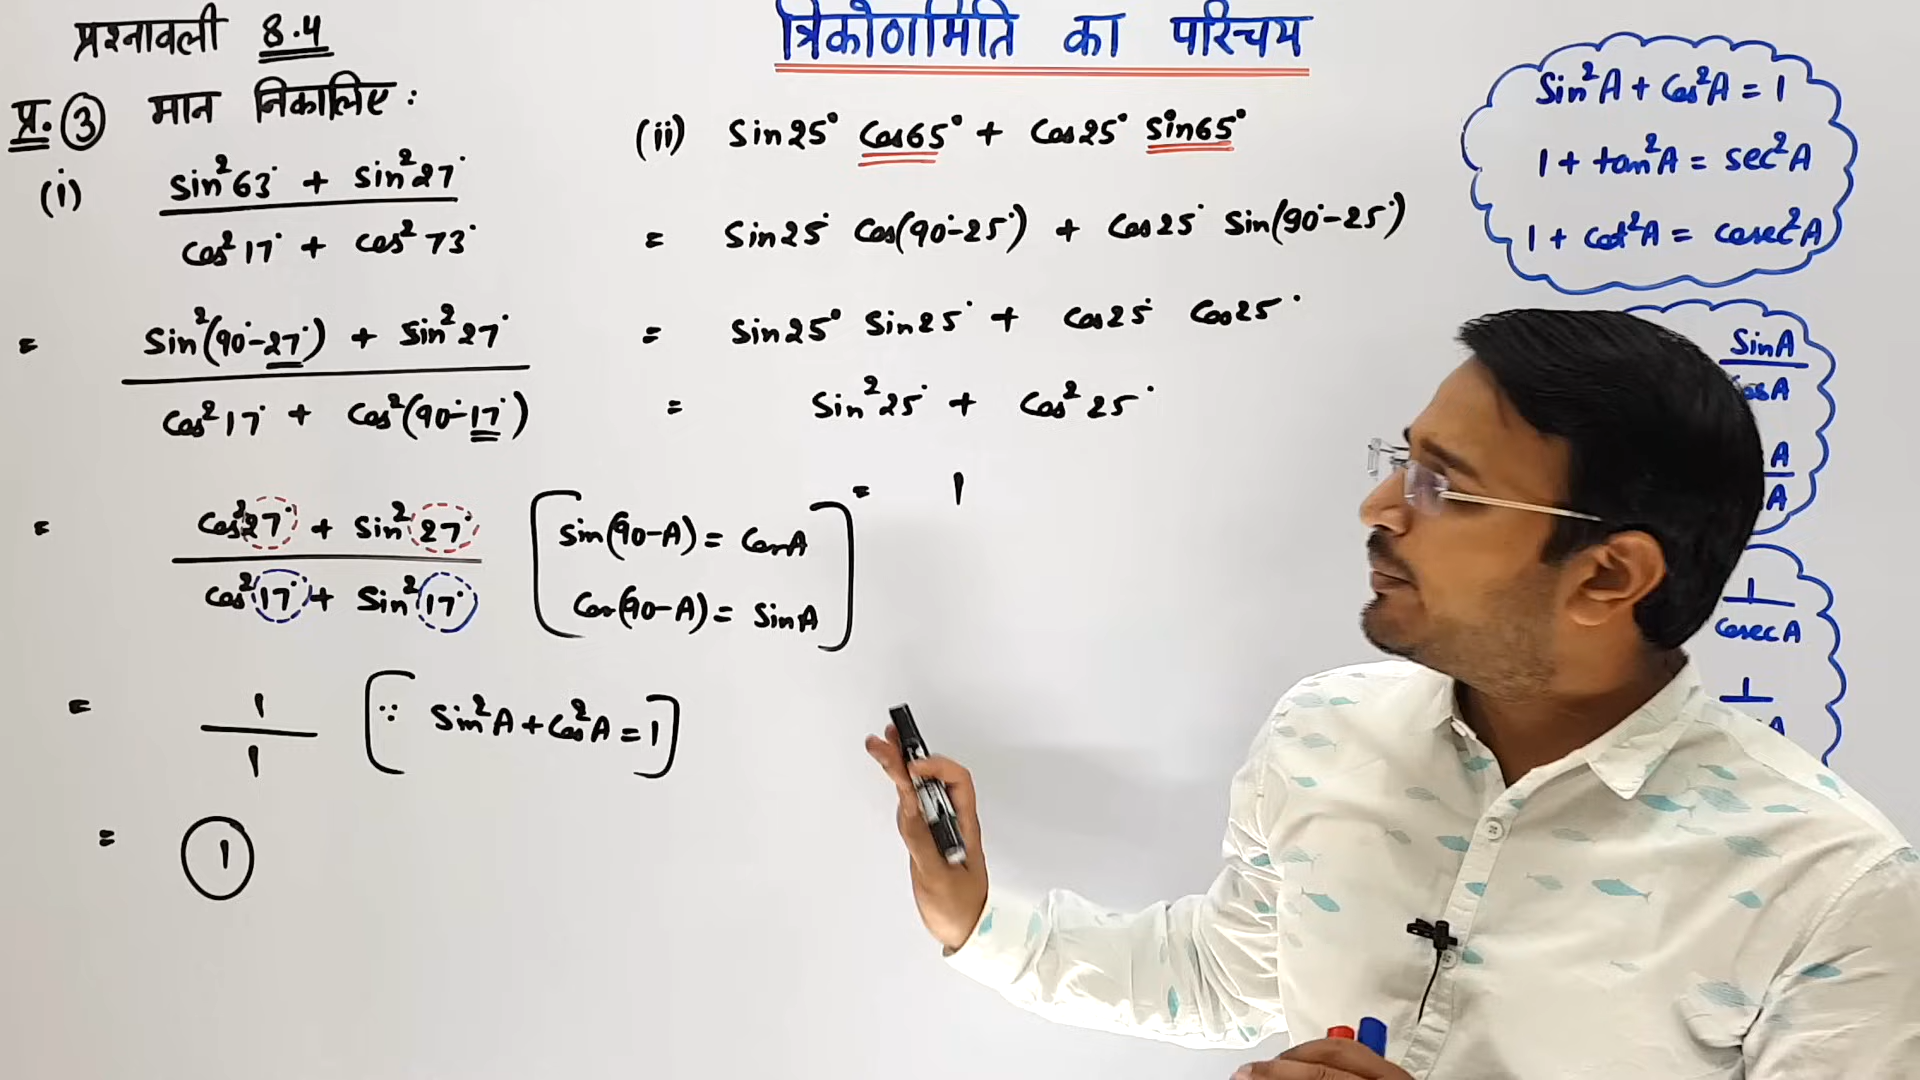 प्रश्नावली 8.4
त्रिकोणमिति का परिचय
प्र. ③ मान निकालिए :
(i) sin²63° + sin²27°
cos²17° + cos²73°
= sin²(90°-27°) + sin²27°
cos²17° + cos²(90°-17°)
= cos²27° + sin²27°
cos²17° + sin²17°
[sin(90-A) = cosA
cos(90-A) = sinA]
= 1
1
[∵ sin²A + cos²A = 1]
= 1
(ii) sin25° cos65° + cos25° sin65°
= sin25° cos(90°-25°) + cos25° sin(90°-25°)
= sin25° sin25° + cos25° cos25°
= sin²25° + cos²25°
= 1
sin²A + cos²A = 1
1 + tan²A = sec²A
1 + cot²A = cosec²A
sinA
cosA
A
A
1
cosecA
1